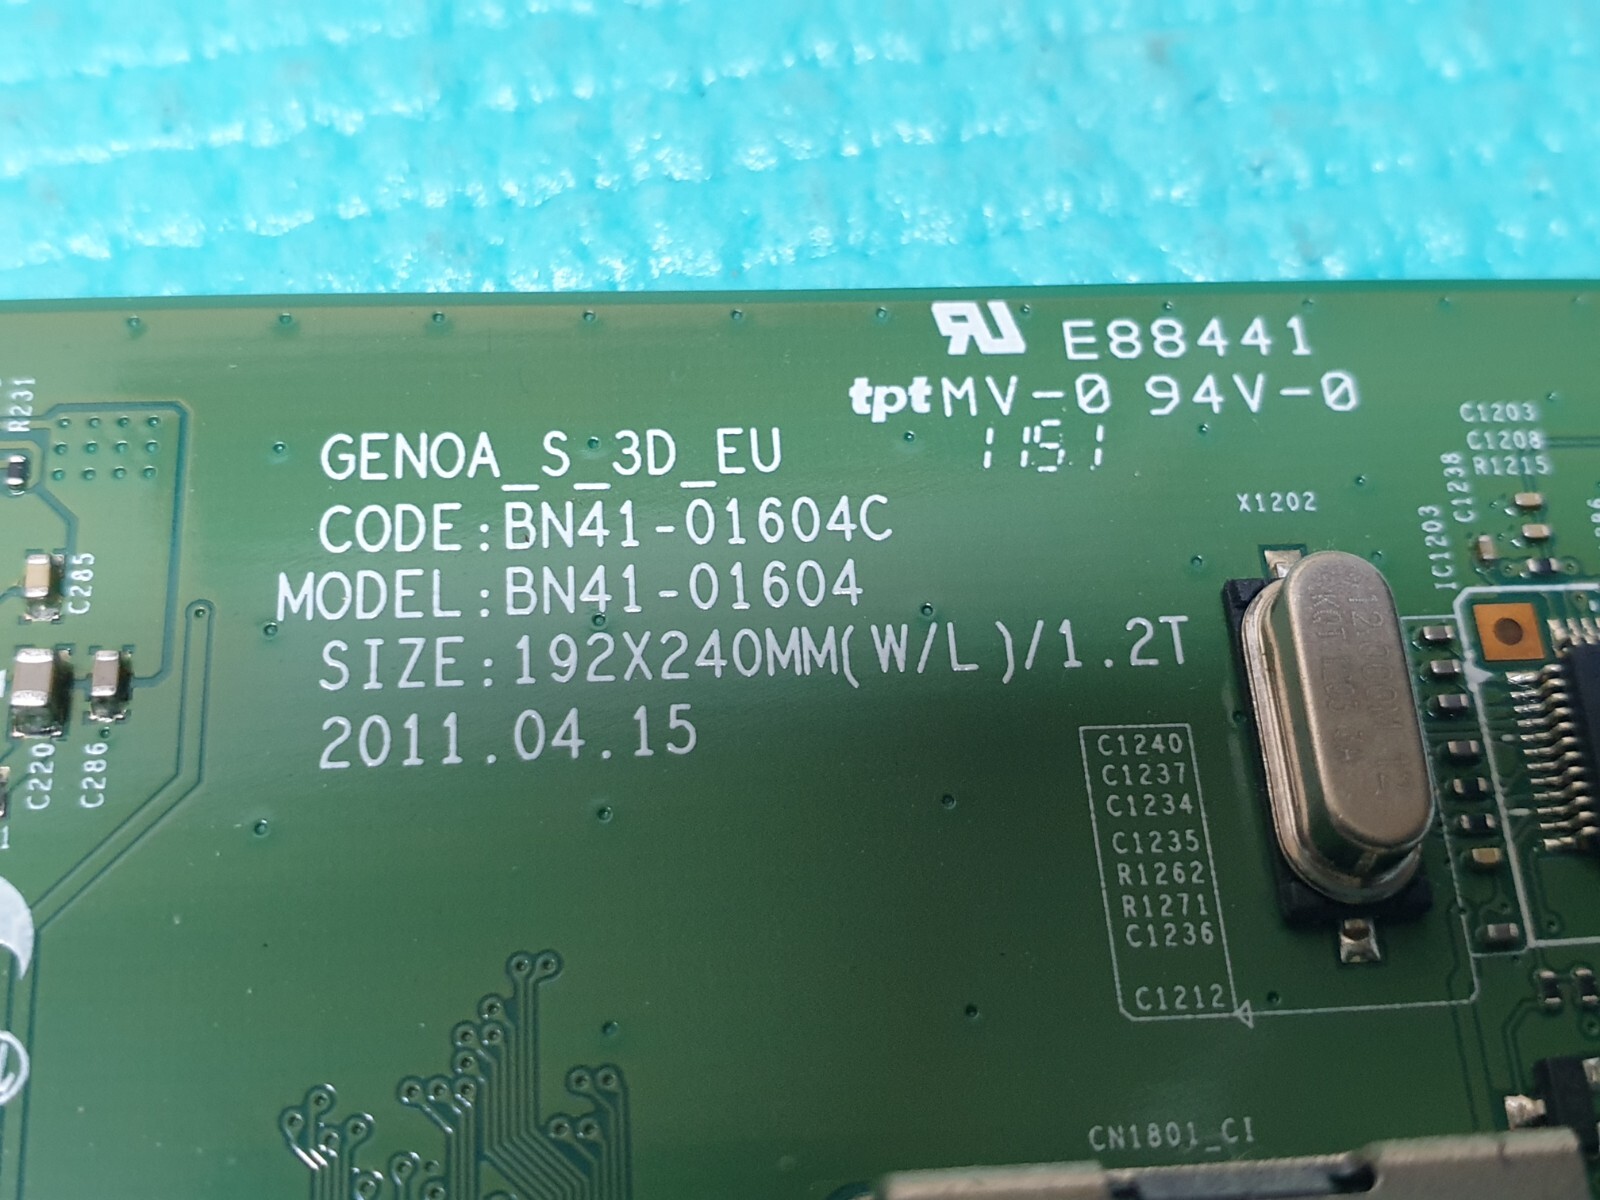 E88441
tpt MV-0 94V-0
1151
GENOA_S_3D_EU
CODE:BN41-01604C
MODEL:BN41-01604
SIZE:192X240MM(W/L)/1.2T
2011.04.15
R231
C285
C220
C286
C1203
C1208
R1215
C1238
IC1203
X1202
C1240
C1237
C1234
C1235
R1262
R1271
C1236
C1212
CN1801_CI